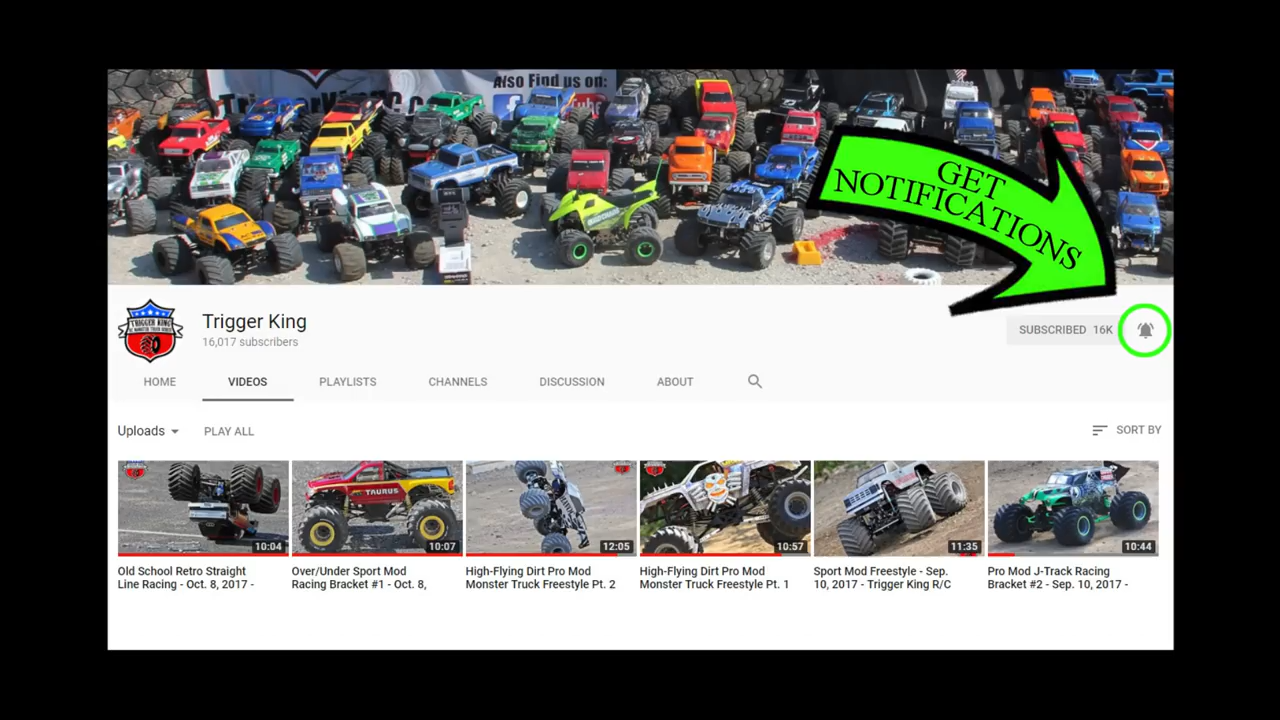 Also Find us on:
GET
NOTIFICATIONS
TRIGGER KING
Trigger King
16,017 subscribers
SUBSCRIBED 16K
HOME
VIDEOS
PLAYLISTS
CHANNELS
DISCUSSION
ABOUT
Uploads
PLAY ALL
SORT BY
TAURUS
10:04
10:07
12:05
10:57
11:35
10:44
Old School Retro Straight
Line Racing - Oct. 8, 2017 -
Over/Under Sport Mod
Racing Bracket #1 - Oct. 8,
High-Flying Dirt Pro Mod
Monster Truck Freestyle Pt. 2
High-Flying Dirt Pro Mod
Monster Truck Freestyle Pt. 1
Sport Mod Freestyle - Sep.
10, 2017 - Trigger King R/C
Pro Mod J-Track Racing
Bracket #2 - Sep. 10, 2017 -